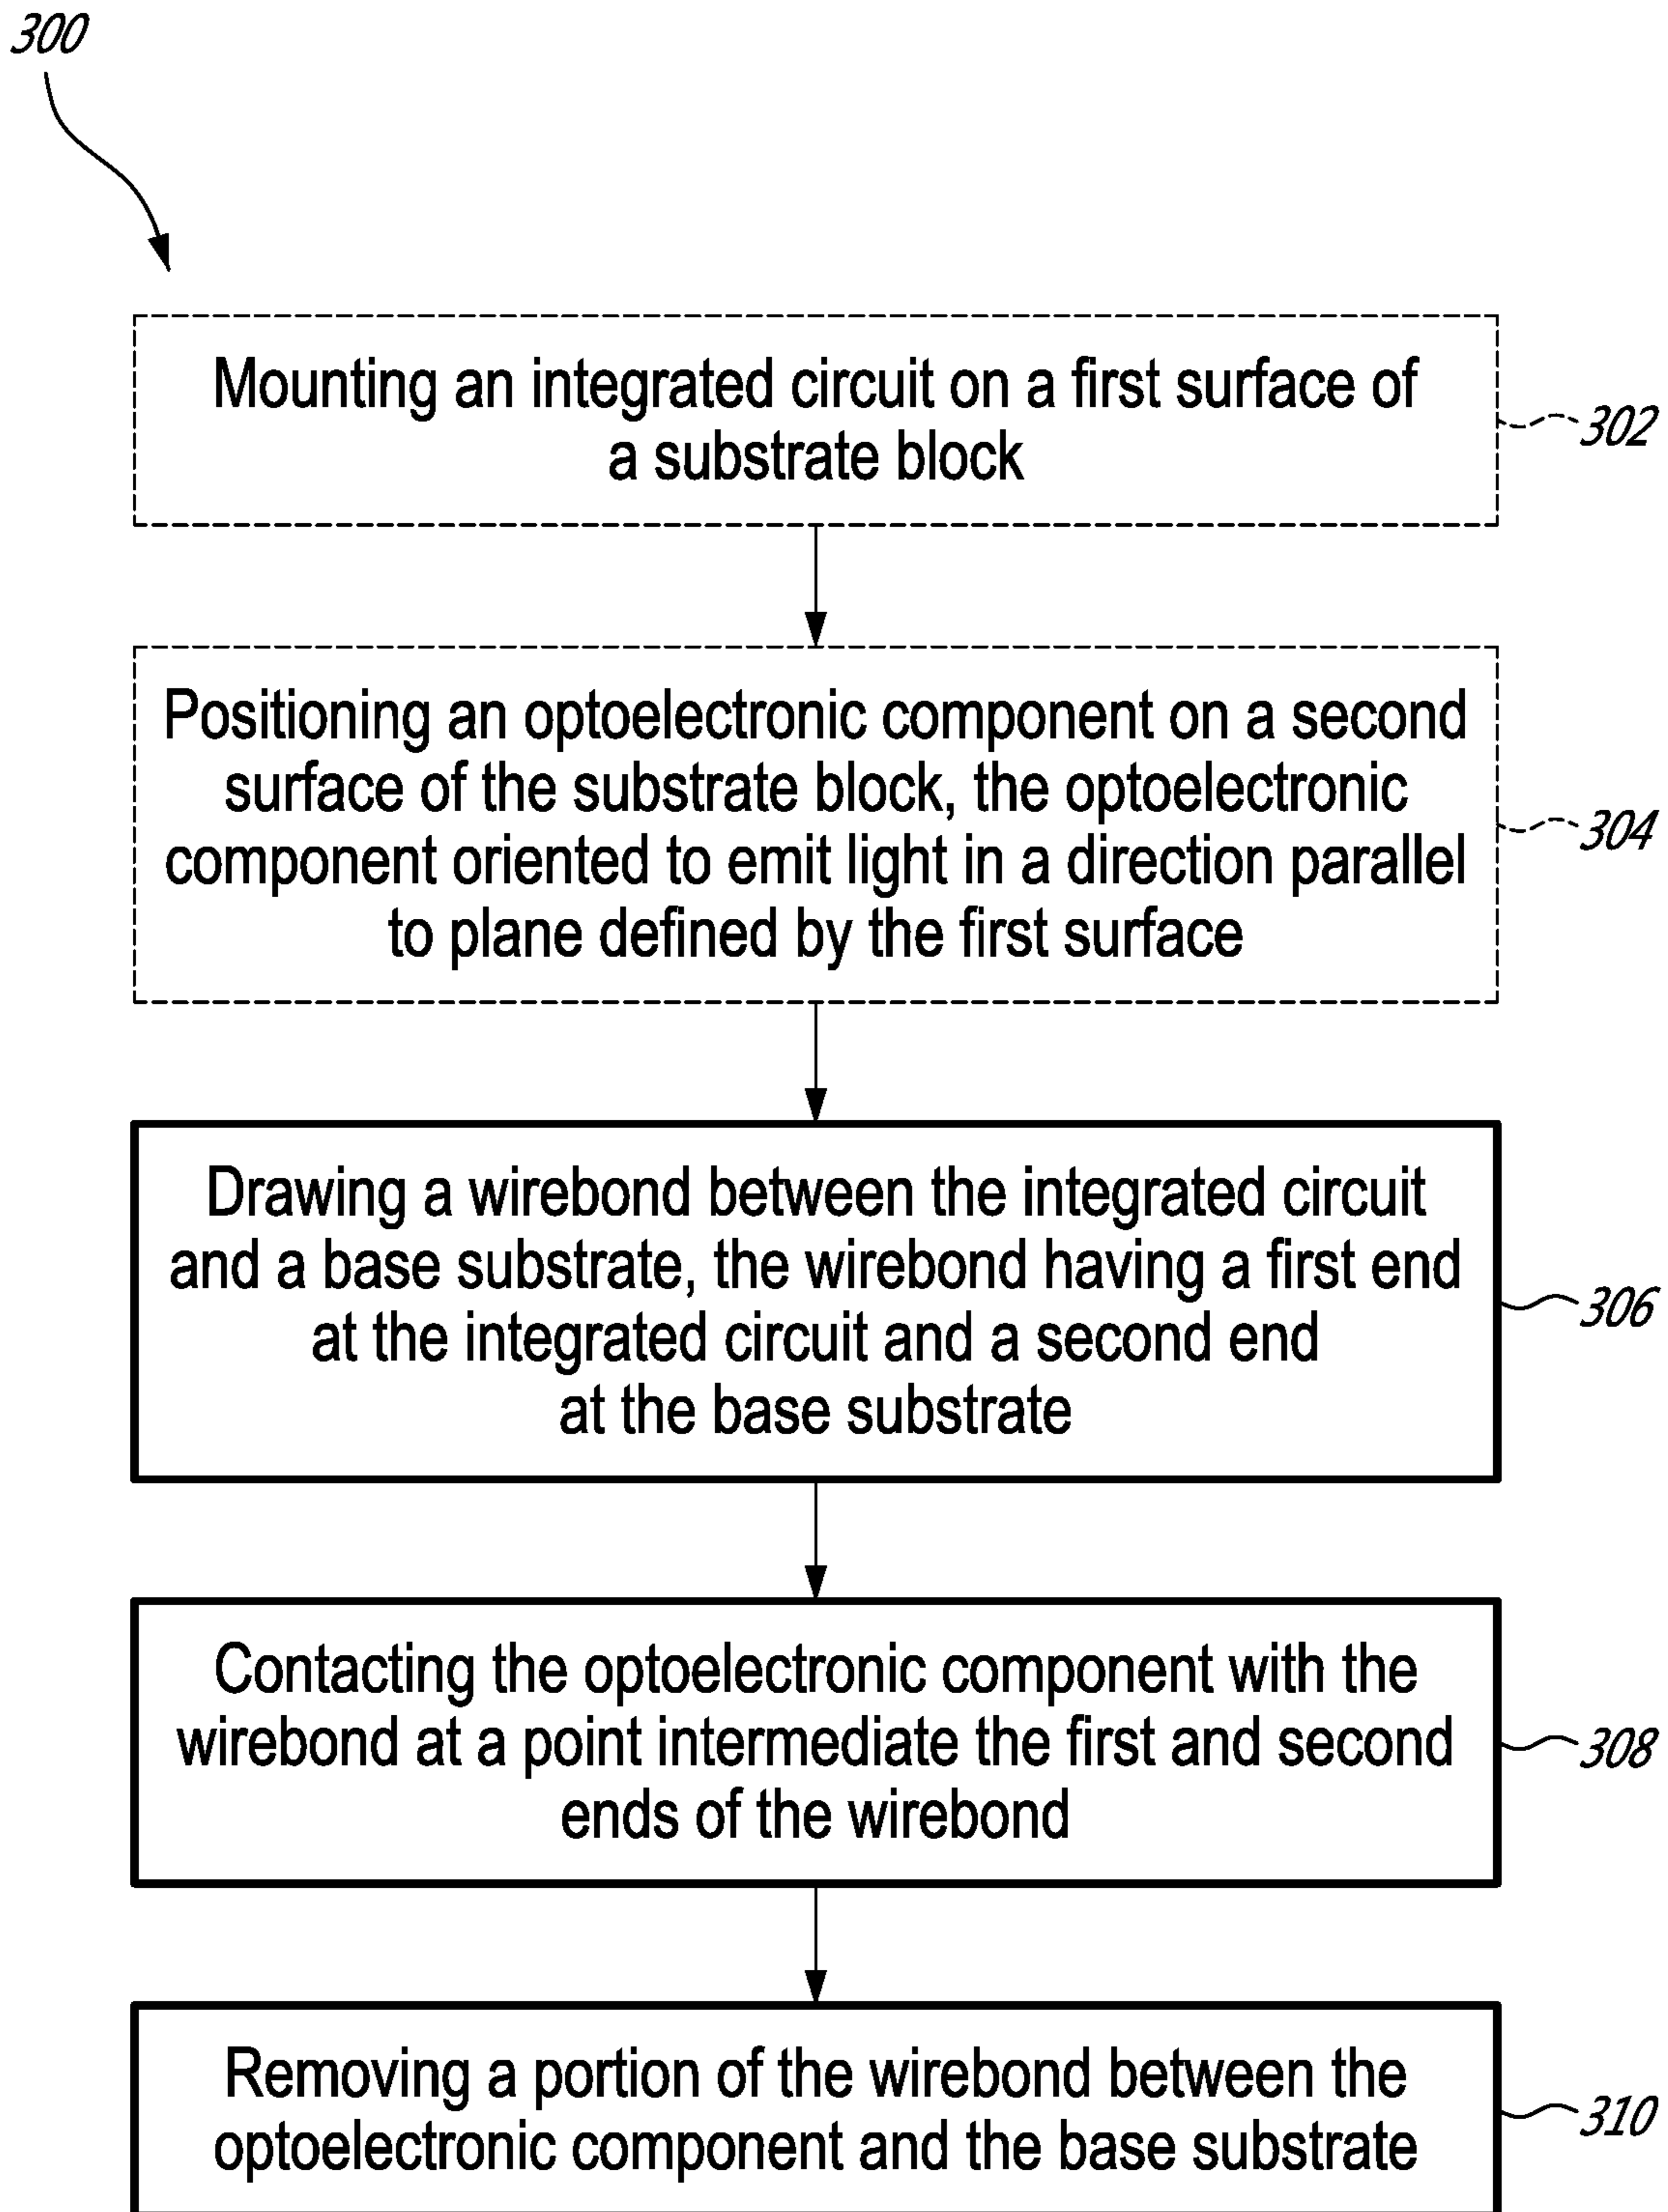 300
Mounting an integrated circuit on a first surface of
a substrate block
302
Positioning an optoelectronic component on a second
surface of the substrate block, the optoelectronic
component oriented to emit light in a direction parallel
to plane defined by the first surface
304
Drawing a wirebond between the integrated circuit
and a base substrate, the wirebond having a first end
at the integrated circuit and a second end
at the base substrate
306
Contacting the optoelectronic component with the
wirebond at a point intermediate the first and second
ends of the wirebond
308
Removing a portion of the wirebond between the
optoelectronic component and the base substrate
310